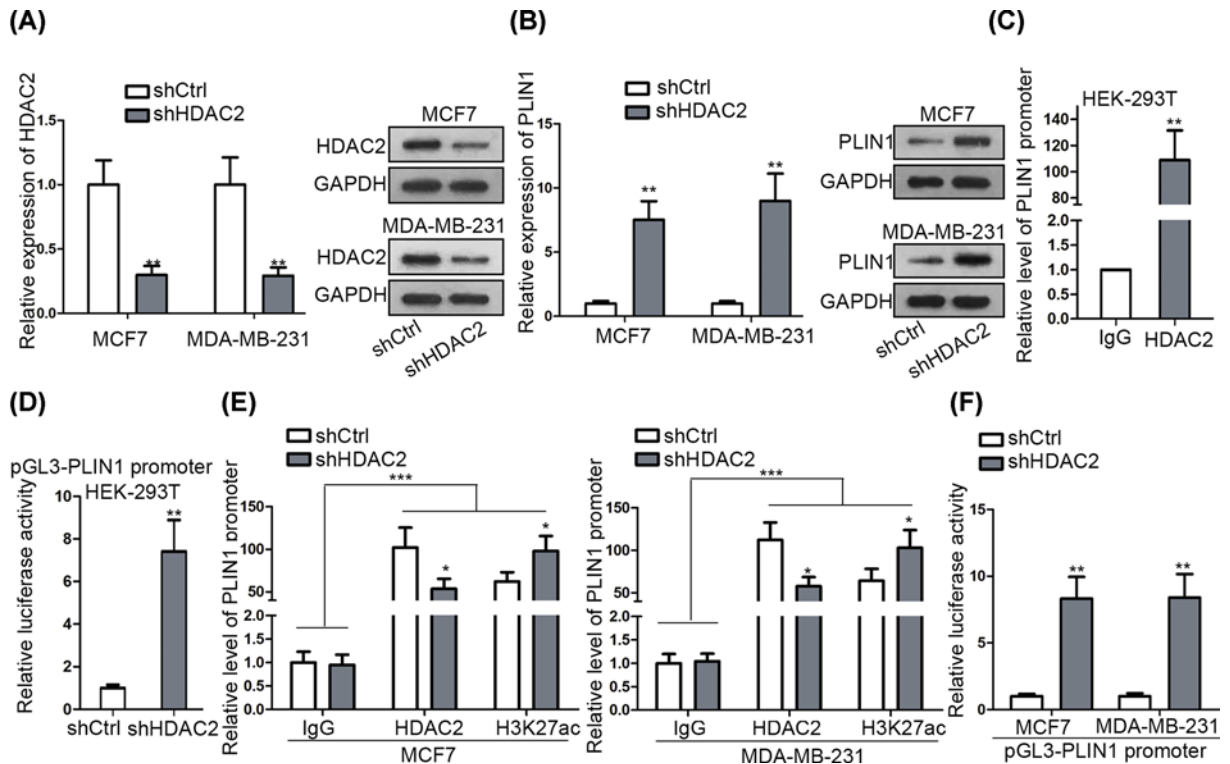 (A)
shCtrl
shHDAC2
Relative expression of HDAC2
1.5
1.0
0.5
0.0
**
**
MCF7
MDA-MB-231
MCF7
HDAC2
GAPDH
MDA-MB-231
HDAC2
GAPDH
shCtrl
shHDAC2
(B)
shCtrl
shHDAC2
Relative expression of PLIN1
15
10
5
0
**
**
MCF7
MDA-MB-231
MCF7
PLIN1
GAPDH
MDA-MB-231
PLIN1
GAPDH
shCtrl
shHDAC2
(C)
HEK-293T
Relative level of PLIN1 promoter
140
120
100
80
60
2.0
1.5
1.0
0.5
0.0
**
IgG
HDAC2
(D)
pGL3-PLIN1 promoter
HEK-293T
Relative luciferase activity
10
8
6
4
2
0
**
shCtrl
shHDAC2
(E)
shCtrl
shHDAC2
Relative level of PLIN1 promoter
150
100
50
2.0
1.5
1.0
0.5
0.0
***
*
*
IgG
HDAC2
H3K27ac
MCF7
shCtrl
shHDAC2
Relative level of PLIN1 promoter
150
100
50
2.0
1.5
1.0
0.5
0.0
***
*
*
IgG
HDAC2
H3K27ac
MDA-MB-231
(F)
shCtrl
shHDAC2
Relative luciferase activity
15
10
5
0
**
**
MCF7
MDA-MB-231
pGL3-PLIN1 promoter